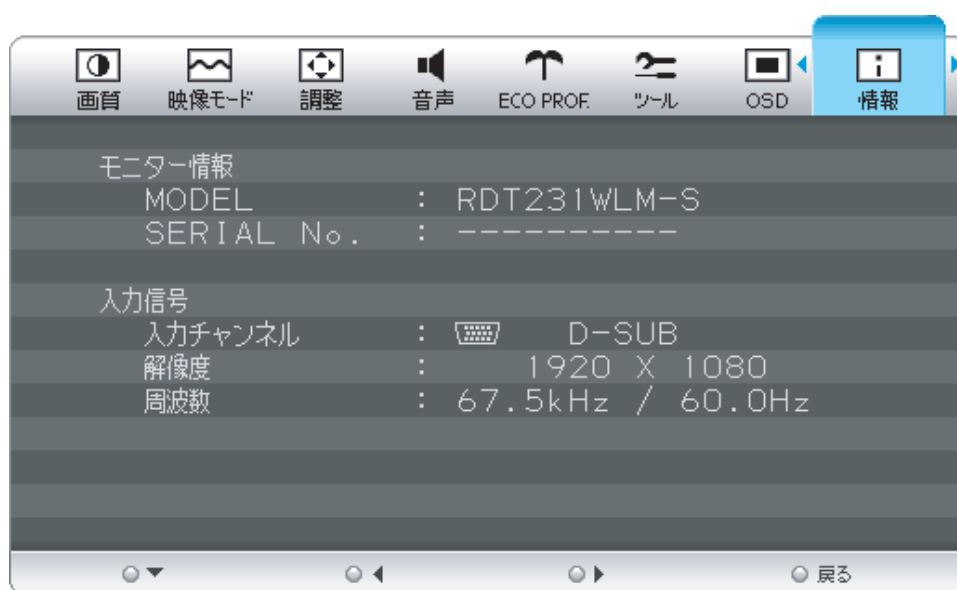 画質 映像モード 調整 音声 ECO PROF. ツール OSD 情報
モニター情報
MODEL : RDT231WLM-S
SERIAL No. : ----------
入力信号
入力チャンネル : D-SUB
解像度 : 1920 X 1080
周波数 : 67.5kHz / 60.0Hz
戻る